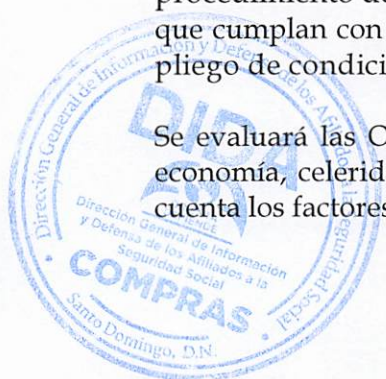 procedimiento de
que cumplan con
pliego de condici
Se evaluará las C
economía, celerid
cuenta los factores
Dirección General de Información y Defensa de los Afiliados a la Seguridad Social
DIDA
Dirección General de Información
y Defensa de los Afiliados a la
Seguridad Social
COMPRAS
Santo Domingo, D.N.